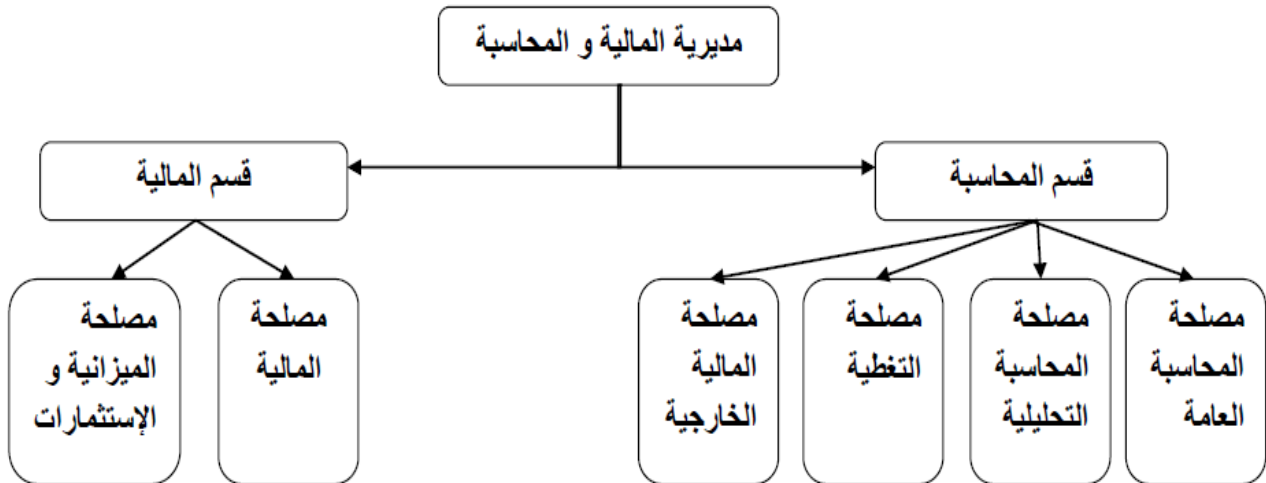 مديرية المالية و المحاسبة
قسم المحاسبة
قسم المالية
مصلحة
المحاسبة
العامة
مصلحة
المحاسبة
التحليلية
مصلحة
التغطية
مصلحة
المالية
الخارجية
مصلحة
المالية
مصلحة
الميزانية و
الإستثمارات